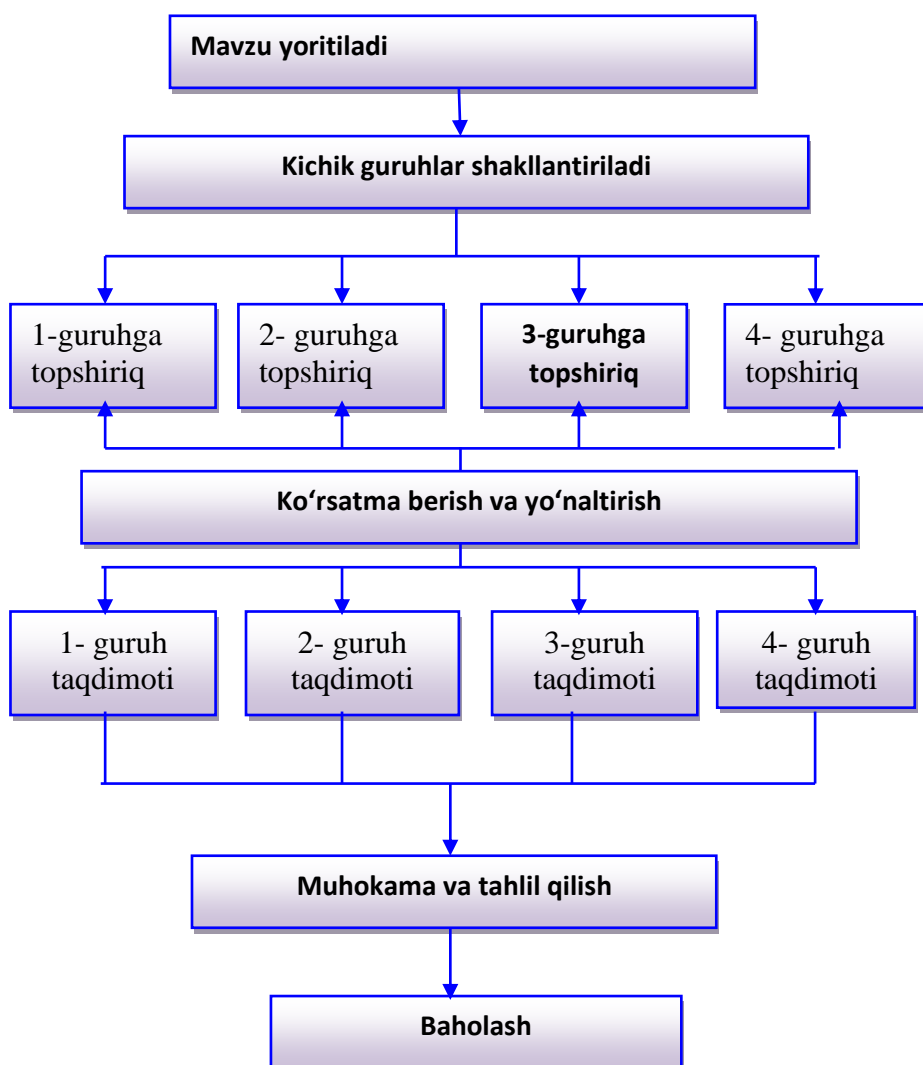 Mavzu yoritiladi
Kichik guruhlar shakllantiriladi
1-guruhga
topshiriq
2- guruhga
topshiriq
3-guruhga
topshiriq
4- guruhga
topshiriq
Ko‘rsatma berish va yo‘naltirish
1- guruh
taqdimoti
2- guruh
taqdimoti
3-guruh
taqdimoti
4- guruh
taqdimoti
Muhokama va tahlil qilish
Baholash